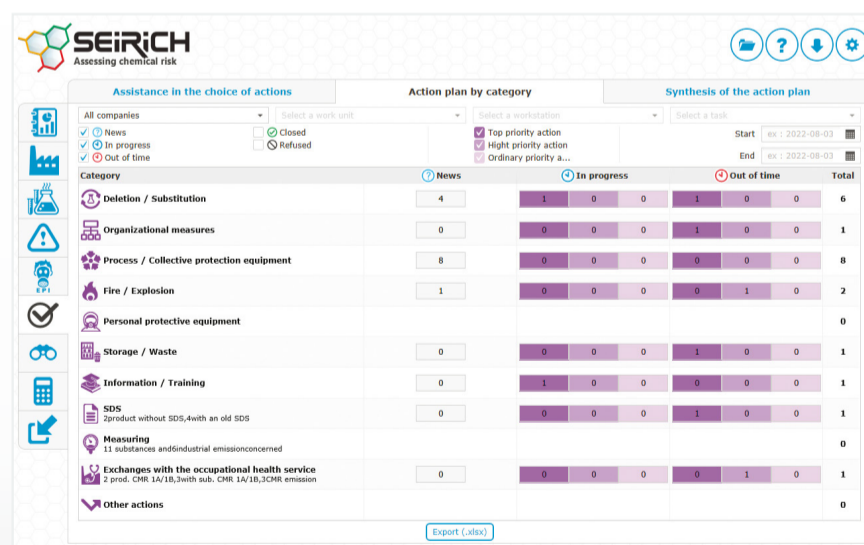 SEIRICH
Assessing chemical risk
?
Assistance in the choice of actions
Action plan by category
Synthesis of the action plan
All companies
Select a work unit
Select a workstation
Select a task
News
Closed
Top priority action
Start ex : 2022-08-03
In progress
Refused
Hight priority action
Out of time
Ordinary priority a...
End ex : 2022-08-03
Category News In progress Out of time Total
Deletion / Substitution 4 1 0 0 1 0 0 6
Organizational measures 0 0 0 0 1 0 0 1
Process / Collective protection equipment 8 0 0 0 0 0 0 8
Fire / Explosion 1 0 0 0 0 1 0 2
Personal protective equipment 0
Storage / Waste 0 0 0 0 1 0 0 1
Information / Training 0 1 0 0 0 0 0 1
SDS 0 0 0 0 1 0 0 1
2product without SDS,4with an old SDS
Measuring 0
11 substances and6industrial emissionconcerned
Exchanges with the occupational health service 0 0 0 0 0 1 0 1
2 prod. CMR 1A/1B,3with sub. CMR 1A/1B,3CMR emission
Other actions 0
EPI
Export (.xlsx)